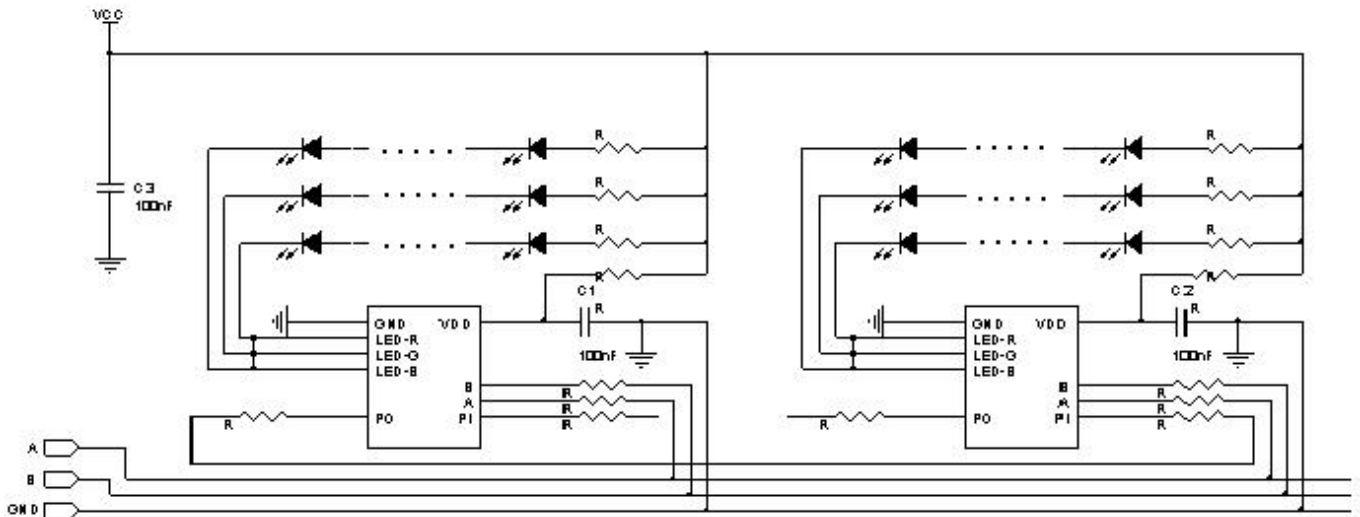 VCC
R R
R R
C3
100nF
R R
R R
C1 C2
R R
GND VDD GND VDD
LED-R LED-R
LED-G 100nF LED-G 100nF
LED-B LED-B
B B
A R A R
R R
PO PI PO PI
R R R R
A
B
GND